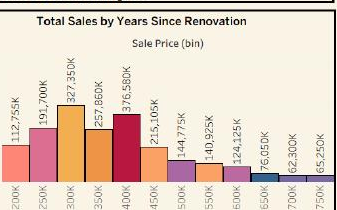 Total Sales by Years Since Renovation
Sale Price (bin)
112,755K
191,700K
327,350K
257,860K
376,580K
215,105K
144,775K
140,925K
124,125K
76,050K
62,300K
65,250K
200K
250K
300K
350K
400K
450K
500K
550K
600K
650K
700K
750K